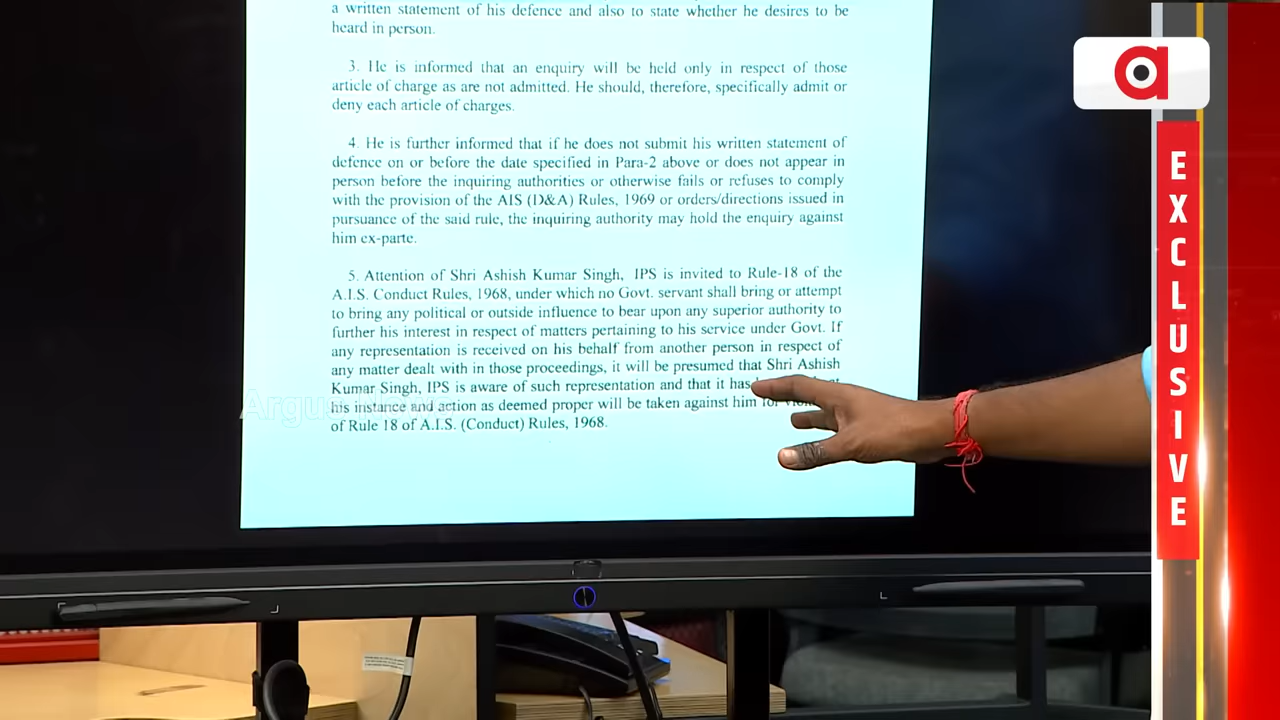 a written statement of his defence and also to state whether he desires to be
heard in person.
3. He is informed that an enquiry will be held only in respect of those
article of charge as are not admitted. He should, therefore, specifically admit or
deny each article of charges.
4. He is further informed that if he does not submit his written statement of
defence on or before the date specified in Para-2 above or does not appear in
person before the inquiring authorities or otherwise fails or refuses to comply
with the provision of the AIS (D&A) Rules, 1969 or orders/directions issued in
pursuance of the said rule, the inquiring authority may hold the enquiry against
him ex-parte.
5. Attention of Shri Ashish Kumar Singh, IPS is invited to Rule-18 of the
A.I.S. Conduct Rules, 1968, under which no Govt. servant shall bring or attempt
to bring any political or outside influence to bear upon any superior authority to
further his interest in respect of matters pertaining to his service under Govt. If
any representation is received on his behalf from another person in respect of
any matter dealt with in those proceedings, it will be presumed that Shri Ashish
Kumar Singh, IPS is aware of such representation and that it has
his instance and action as deemed proper will be taken against him for
of Rule 18 of A.I.S. (Conduct) Rules, 1968.
a
EXCLUSIVE